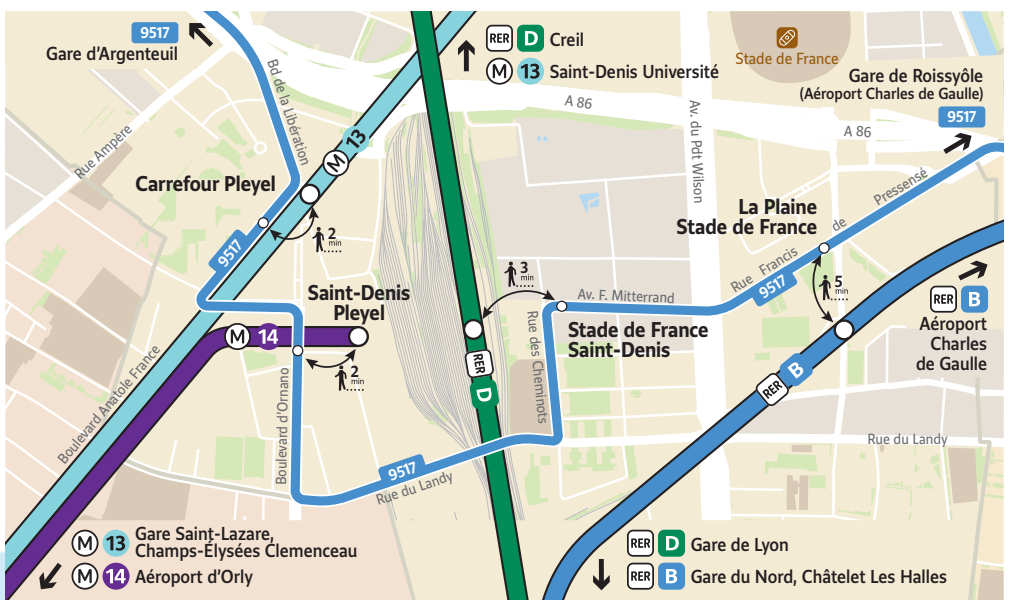 9517
Gare d'Argenteuil
RER D Creil
M 13 Saint-Denis Université
Stade de France
Gare de Roissyôle
(Aéroport Charles de Gaulle)
9517
Bd de la Libération
A 86
A 86
Av. du Pdt Wilson
Rue Ampère
M 13
Carrefour Pleyel
2
min
9517
La Plaine
Stade de France
Rue Francis de Pressensé
9517
5
min
3
min
Saint-Denis
Pleyel
M 14
2
min
Av. F. Mitterrand
Stade de France
Saint-Denis
Rue des Cheminots
RER D
RER B
RER B
Aéroport
Charles
de Gaulle
Boulevard Anatole France
Boulevard d'Ornano
9517
Rue du Landy
Rue du Landy
M 13 Gare Saint-Lazare,
Champs-Élysées Clemenceau
M 14 Aéroport d'Orly
RER D Gare de Lyon
RER B Gare du Nord, Châtelet Les Halles